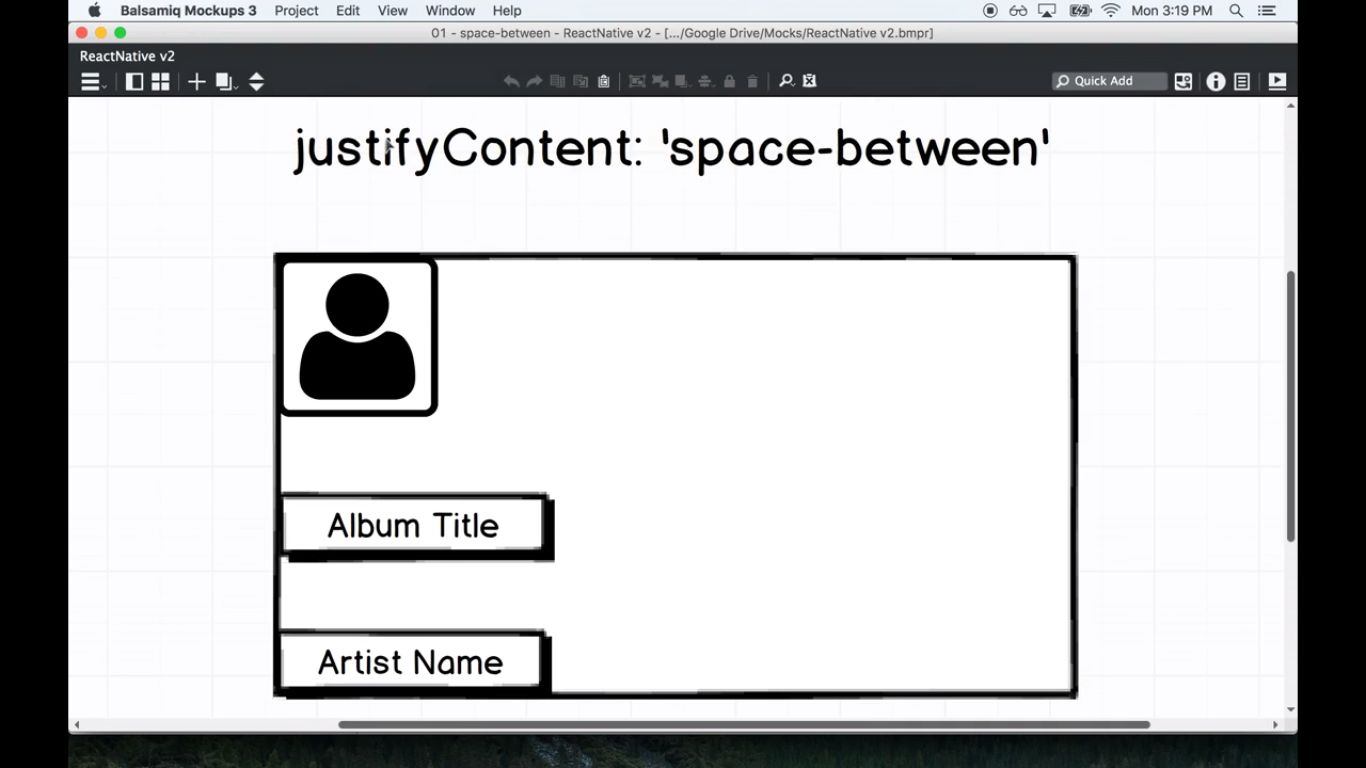 Balsamiq Mockups 3 Project Edit View Window Help Mon 3:19 PM
01 - space-between - ReactNative v2 - [.../Google Drive/Mocks/ReactNative v2.bmpr]
ReactNative v2
Quick Add
justifyContent: 'space-between'
Album Title
Artist Name